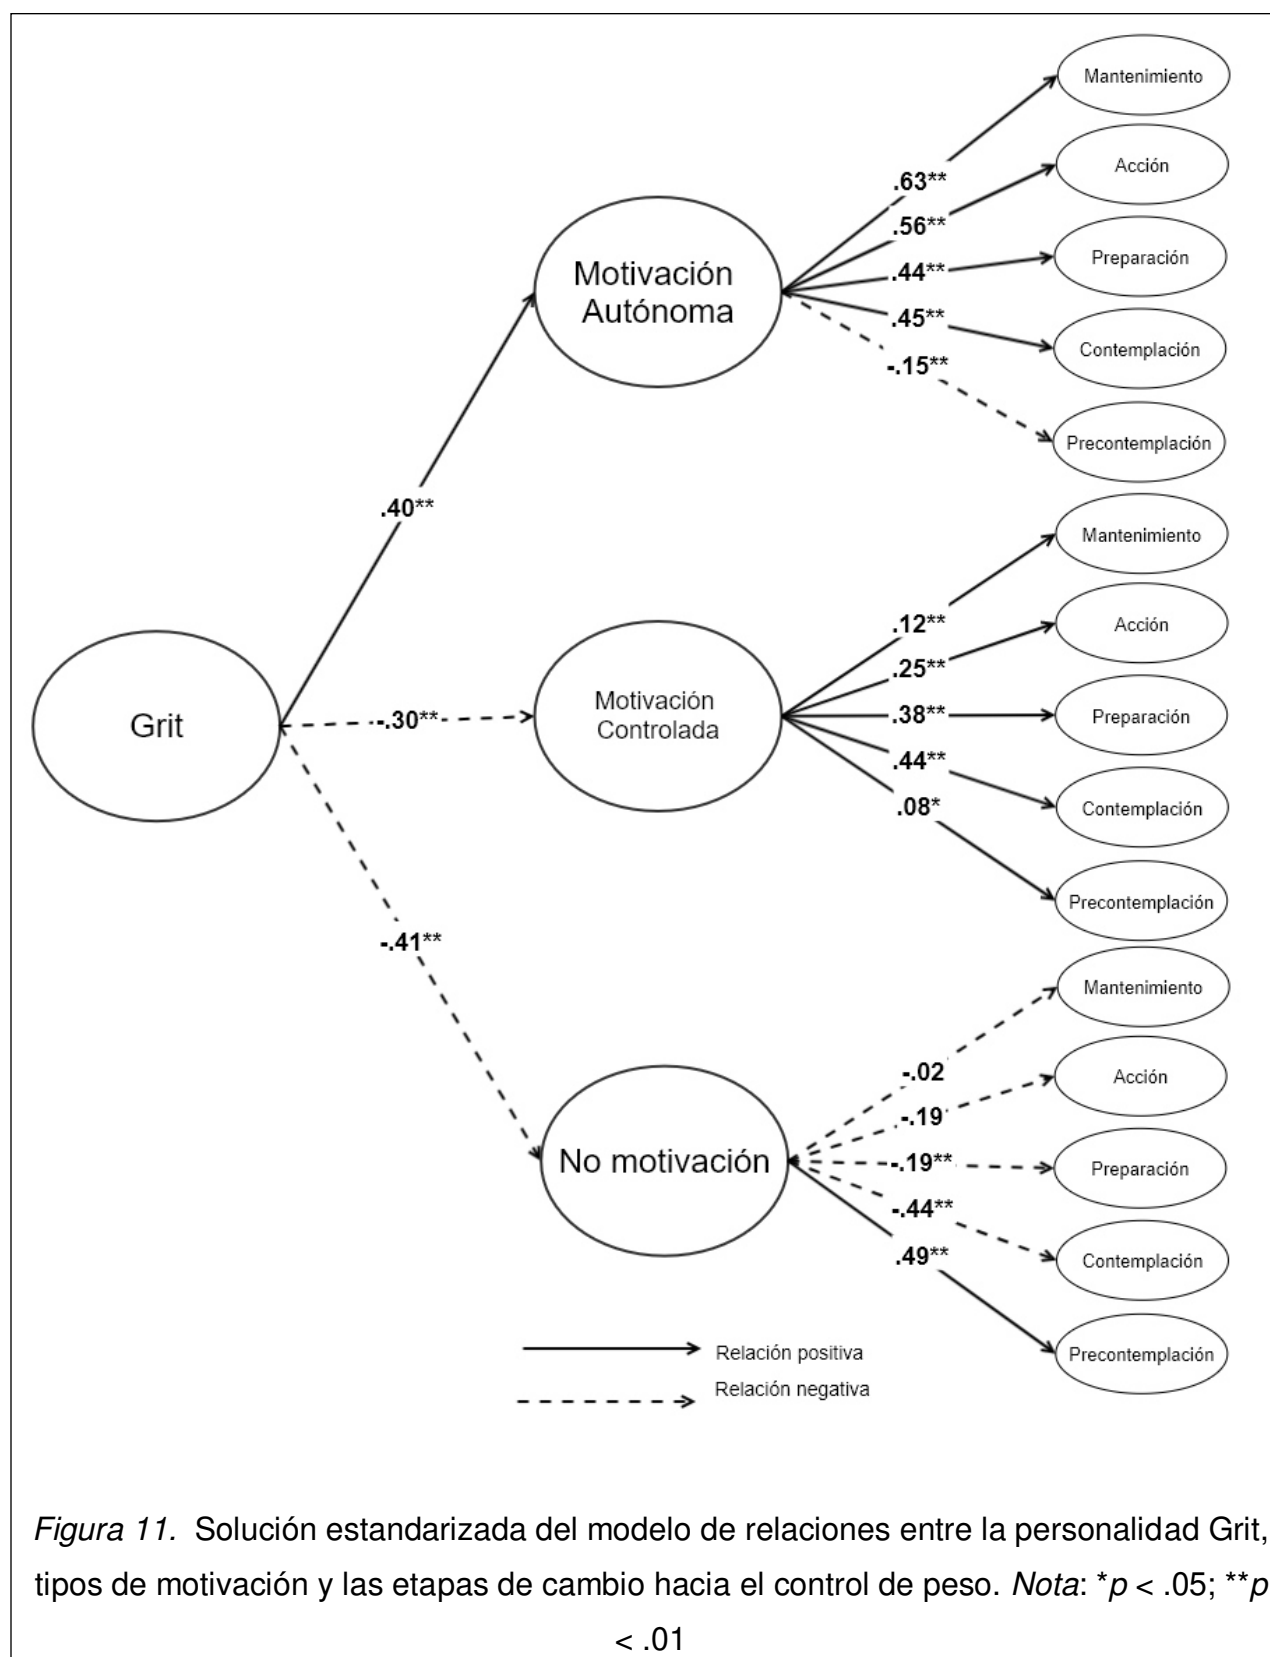 Mantenimiento
.63**
Acción
.56**
Preparación
.44**
Contemplación
.45**
Precontemplación
-.15**
Motivación
Autónoma
.40**
Mantenimiento
.12**
Acción
.25**
Preparación
.38**
Contemplación
.44**
Precontemplación
.08*
Motivación
Controlada
-.30**
Grit
-.41**
Mantenimiento
-.02
Acción
-.19
Preparación
-.19**
Contemplación
-.44**
Precontemplación
.49**
No motivación
Relación positiva
Relación negativa
Figura 11. Solución estandarizada del modelo de relaciones entre la personalidad Grit,
tipos de motivación y las etapas de cambio hacia el control de peso. Nota: *p < .05; **p
< .01